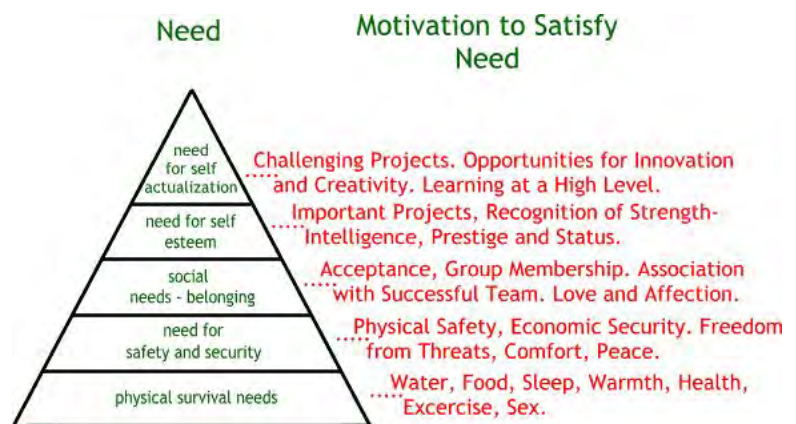 Need
Motivation to Satisfy
Need
need
for self
actualization
Challenging Projects. Opportunities for Innovation
and Creativity. Learning at a High Level.
need for self
esteem
Important Projects, Recognition of Strength-
Intelligence, Prestige and Status.
social
needs - belonging
Acceptance, Group Membership. Association
with Successful Team. Love and Affection.
need for
safety and security
Physical Safety, Economic Security. Freedom
from Threats, Comfort, Peace.
physical survival needs
Water, Food, Sleep, Warmth, Health,
Excercise, Sex.